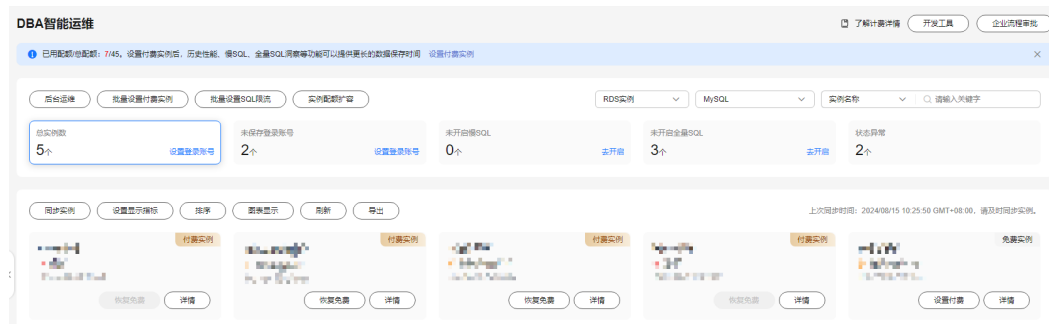 DBA智能运维
了解计费详情 开发工具 企业流程审批
已用配额/总配额：7/45。设置付费实例后，历史性能、慢SQL、全量SQL洞察等功能可以提供更长的数据保存时间 设置付费实例
后台运维 批量设置付费实例 批量设置SQL限流 实例配额扩容 RDS实例 MySQL 实例名称 请输入关键字
总实例数 未保存登录账号 未开启慢SQL 未开启全量SQL 状态异常
5个 设置登录账号 2个 设置登录账号 0个 去开启 3个 去开启 2个
同步实例 设置显示指标 排序 图表显示 刷新 导出 上次同步时间：2024/08/15 10:25:50 GMT+08:00，请及时同步实例。
付费实例 付费实例 付费实例 付费实例 免费实例
恢复免费 详情 恢复免费 详情 恢复免费 详情 恢复免费 详情 设置付费 详情